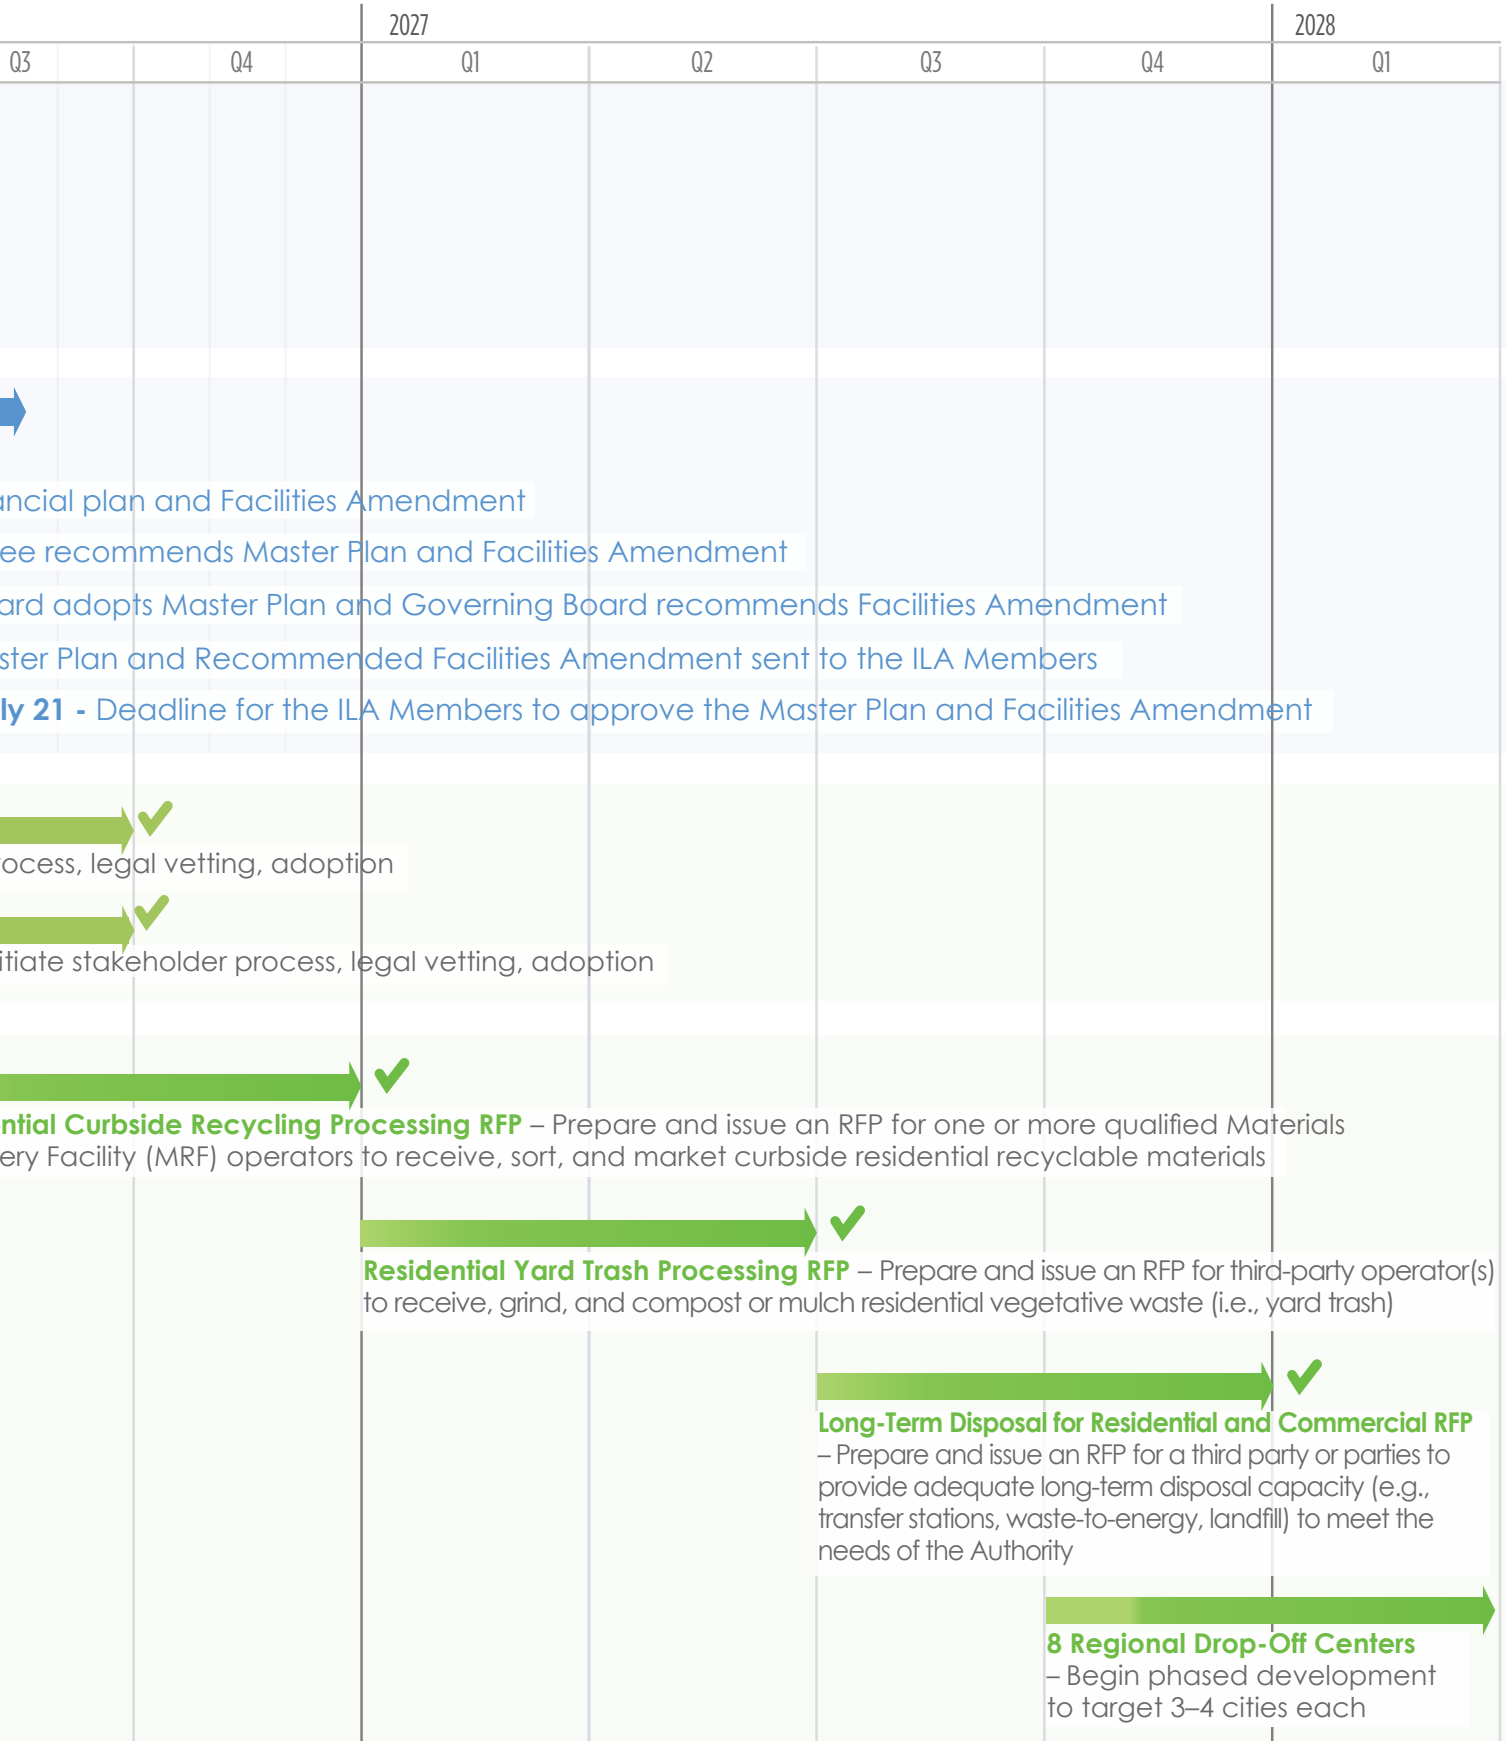 2027 2028
Q3 Q4 Q1 Q2 Q3 Q4 Q1
ancial plan and Facilities Amendment
ee recommends Master Plan and Facilities Amendment
ard adopts Master Plan and Governing Board recommends Facilities Amendment
ster Plan and Recommended Facilities Amendment sent to the ILA Members
ly 21 - Deadline for the ILA Members to approve the Master Plan and Facilities Amendment
ocess, legal vetting, adoption
itiate stakeholder process, legal vetting, adoption
ntial Curbside Recycling Processing RFP – Prepare and issue an RFP for one or more qualified Materials
ery Facility (MRF) operators to receive, sort, and market curbside residential recyclable materials
Residential Yard Trash Processing RFP – Prepare and issue an RFP for third-party operator(s)
to receive, grind, and compost or mulch residential vegetative waste (i.e., yard trash)
Long-Term Disposal for Residential and Commercial RFP
– Prepare and issue an RFP for a third party or parties to
provide adequate long-term disposal capacity (e.g.,
transfer stations, waste-to-energy, landfill) to meet the
needs of the Authority
8 Regional Drop-Off Centers
– Begin phased development
to target 3–4 cities each